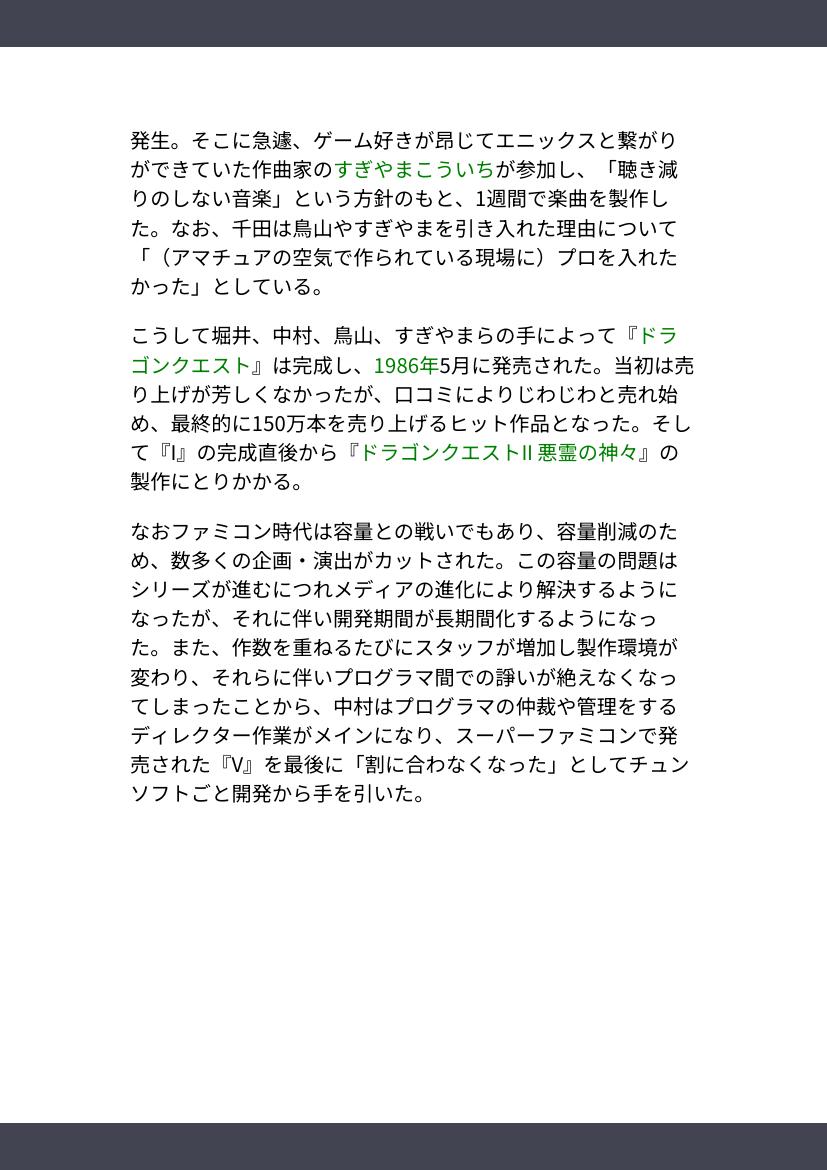 発生。そこに急遽、ゲーム好きが昂じてエニックスと繋がり
ができていた作曲家のすぎやまこういちが参加し、「聴き減
りのしない音楽」という方針のもと、1週間で楽曲を製作し
た。なお、千田は鳥山やすぎやまを引き入れた理由について
「（アマチュアの空気で作られている現場に）プロを入れた
かった」としている。
こうして堀井、中村、鳥山、すぎやまらの手によって『ドラ
ゴンクエスト』は完成し、1986年5月に発売された。当初は売
り上げが芳しくなかったが、口コミによりじわじわと売れ始
め、最終的に150万本を売り上げるヒット作品となった。そし
て『I』の完成直後から『ドラゴンクエストII 悪霊の神々』の
製作にとりかかる。
なおファミコン時代は容量との戦いでもあり、容量削減のた
め、数多くの企画・演出がカットされた。この容量の問題は
シリーズが進むにつれメディアの進化により解決するように
なったが、それに伴い開発期間が長期間化するようになっ
た。また、作数を重ねるたびにスタッフが増加し製作環境が
変わり、それらに伴いプログラマ間での諍いが絶えなくなっ
てしまったことから、中村はプログラマの仲裁や管理をする
ディレクター作業がメインになり、スーパーファミコンで発
売された『V』を最後に「割に合わなくなった」としてチュン
ソフトごと開発から手を引いた。